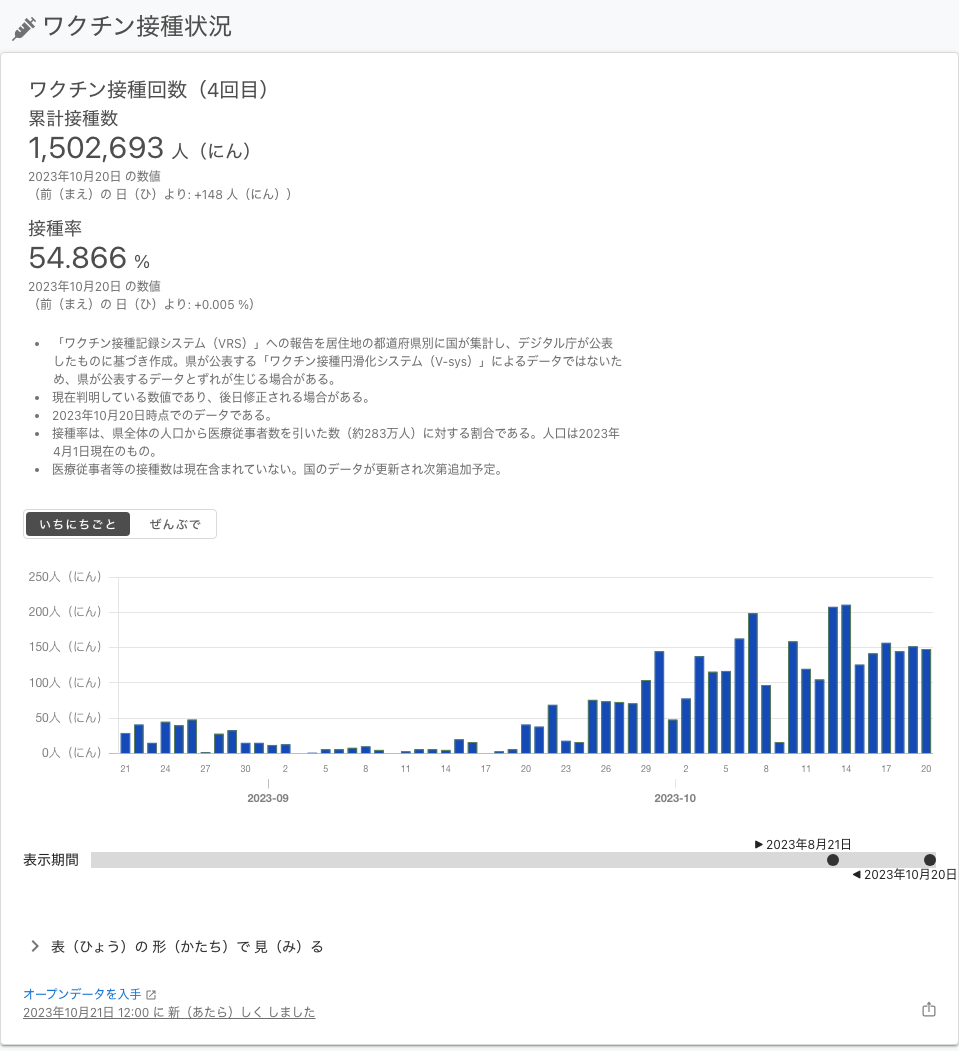 ワクチン接種状況
ワクチン接種回数（4回目）
累計接種数
1,502,693 人（にん）
2023年10月20日 の数値
（前（まえ）の 日（ひ）より: +148 人（にん））
接種率
54.866 %
2023年10月20日 の数値
（前（まえ）の 日（ひ）より: +0.005 %）
• 「ワクチン接種記録システム（VRS）」への報告を居住地の都道府県別に国が集計し、デジタル庁が公表
したものに基づき作成。県が公表する「ワクチン接種円滑化システム（V-sys）」によるデータではないた
め、県が公表するデータとずれが生じる場合がある。
• 現在判明している数値であり、後日修正される場合がある。
• 2023年10月20日時点でのデータである。
• 接種率は、県全体の人口から医療従事者数を引いた数（約283万人）に対する割合である。人口は2023年
4月1日現在のもの。
• 医療従事者等の接種数は現在含まれていない。国のデータが更新され次第追加予定。
いちにちごと ぜんぶで
250人（にん）
200人（にん）
150人（にん）
100人（にん）
50人（にん）
0人（にん）
21 24 27 30 2 5 8 11 14 17 20 23 26 29 2 5 8 11 14 17 20
2023-09 2023-10
▶ 2023年8月21日
表示期間
◀ 2023年10月20日
表（ひょう）の 形（かたち）で 見（み）る
オープンデータを入手
2023年10月21日 12:00 に 新（あたら）しく しました